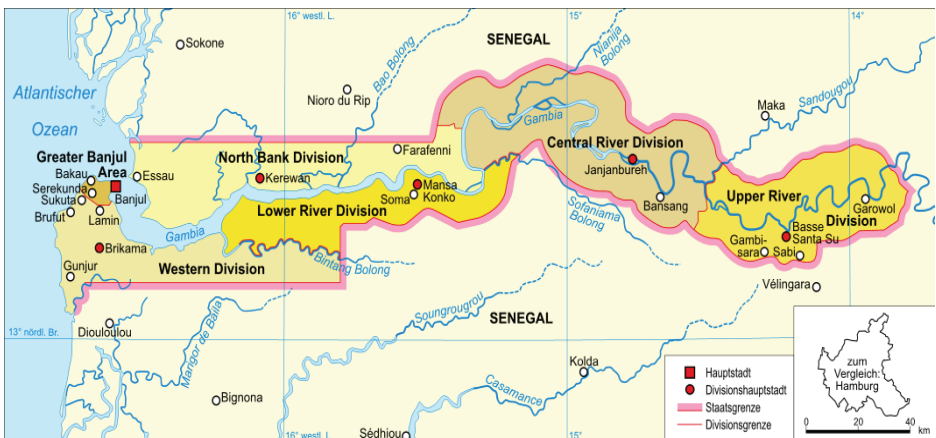 16° westl. L.
15°
14°
Sokone
SENEGAL
Nianija
Bolong
Bao Bolong
Atlantischer
Ozean
Nioro du Rip
Maka
Sandougou
Gambia
Farafenni
Central River Division
Greater Banjul
Area
North Bank Division
Janjanbureh
Bakau
Essau
Kerewan
Serekunda
Sukuta
Banjul
Mansa
Konko
Soma
Bansang
Upper River
Division
Garowol
Brufut
Lamin
Lower River Division
Sofaniama
Bolong
Gambia
Basse
Santa Su
Brikama
Gambi-
sara
Sabi
Gunjur
Western Division
Bintang Bolong
Vélingara
13° nördl. Br.
Diouloulou
Marigor de Baïla
Soungrougrou
SENEGAL
zum
Vergleich:
Hamburg
Kolda
Hauptstadt
Divisionshauptstadt
Staatsgrenze
Divisionsgrenze
Bignona
Casamance
Sédhiou
16° westl. L.
15°
0
20
40
km